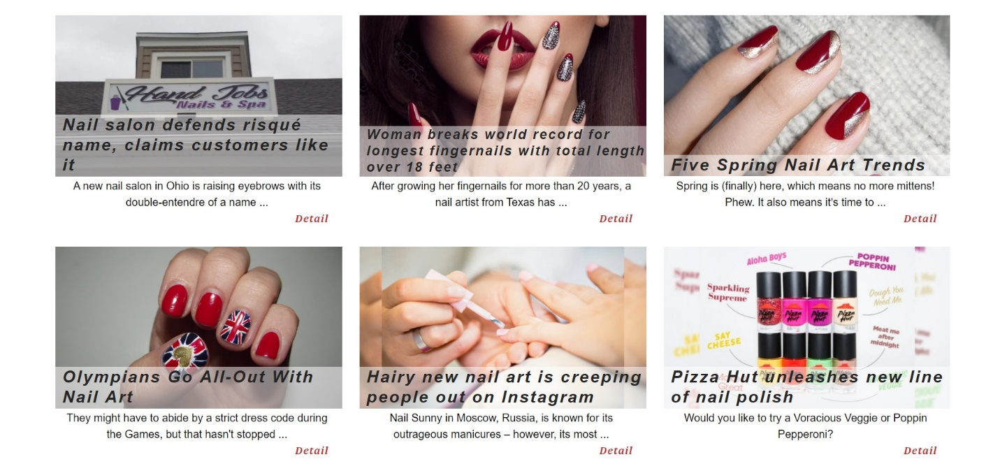 Hand Jobs
Nails & Spa
Nail salon defends risqué
name, claims customers like
it
A new nail salon in Ohio is raising eyebrows with its
double-entendre of a name ...
Detail
Woman breaks world record for
longest fingernails with total length
over 18 feet
After growing her fingernails for more than 20 years, a
nail artist from Texas has ...
Detail
Five Spring Nail Art Trends
Spring is (finally) here, which means no more mittens!
Phew. It also means it's time to ...
Detail
Olympians Go All-Out With
Nail Art
They might have to abide by a strict dress code during
the Games, but that hasn't stopped ...
Detail
Hairy new nail art is creeping
people out on Instagram
Nail Sunny in Moscow, Russia, is known for its
outrageous manicures – however, its most ...
Detail
Aloha Boys
POPPIN
PEPPERONI
Sparkling
Supreme
Dough You
Need Me
SAY
CHEESE
Meat me
after
midnight
Pizza Hut
Pizza Hut
Pizza Hut
Pizza Hut
Great
VEGGIE
Pizza Hut unleashes new line
of nail polish
Would you like to try a Voracious Veggie or Poppin
Pepperoni?
Detail